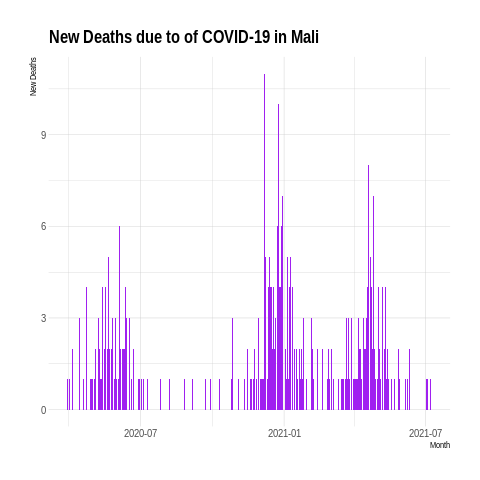 New Deaths due to of COVID-19 in Mali
New Deaths
9
6
3
0
2020-07
2021-01
2021-07
Month